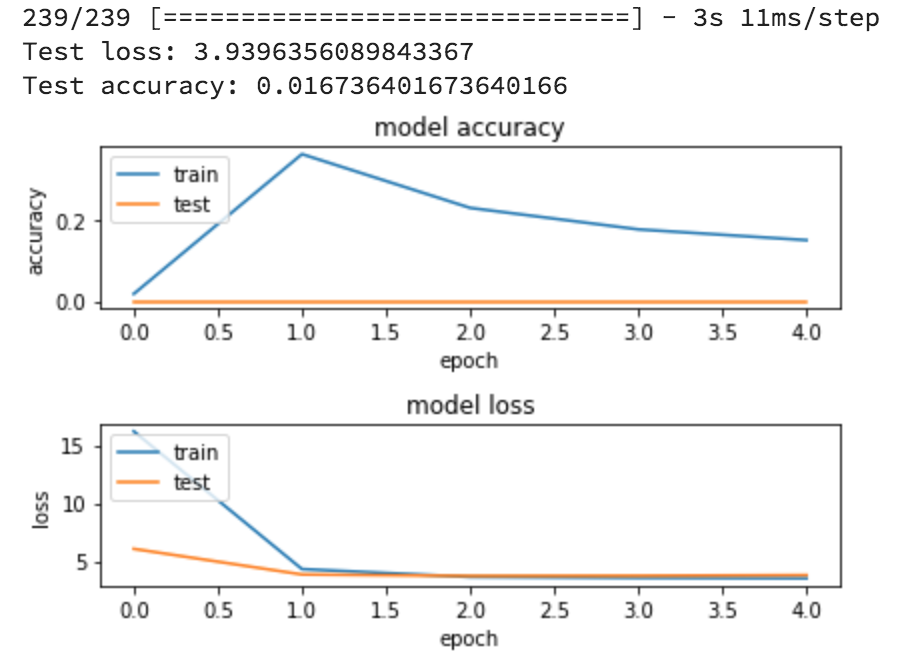 239/239 [==============================] - 3s 11ms/step
Test loss: 3.9396356089843367
Test accuracy: 0.016736401673640166
model accuracy
train
test
accuracy
0.2
0.0
0.0 0.5 1.0 1.5 2.0 2.5 3.0 3.5 4.0
epoch
model loss
train
test
loss
15
10
5
0.0 0.5 1.0 1.5 2.0 2.5 3.0 3.5 4.0
epoch